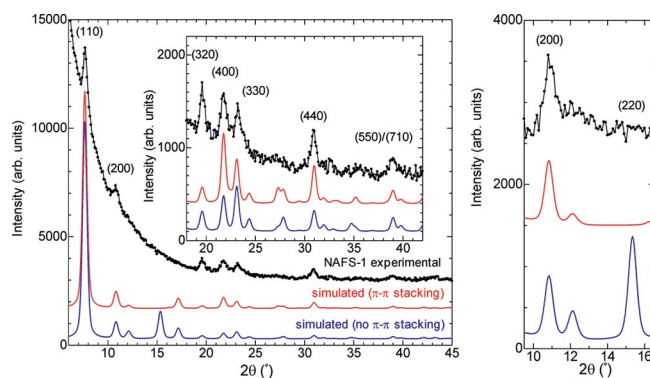 15000
10000
5000
0
Intensity (arb. units)
(110)
(200)
2000
1000
0
Intensity (arb. units)
(320)
(400)
(330)
(440)
(550)/(710)
20 25 30 35 40
NAFS-1 experimental
simulated (π-π stacking)
simulated (no π-π stacking)
10 15 20 25 30 35 40 45
2θ (˚)
4000
2000
0
Intensity (arb. units)
(200)
(220)
10 12 14 16
2θ (˚)